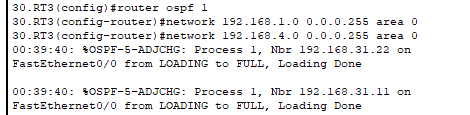 30.RT3(config)#router ospf 1
30.RT3(config-router)#network 192.168.1.0 0.0.0.255 area 0
30.RT3(config-router)#network 192.168.4.0 0.0.0.255 area 0
00:39:40: %OSPF-5-ADJCHG: Process 1, Nbr 192.168.31.22 on
FastEthernet0/0 from LOADING to FULL, Loading Done
00:39:40: %OSPF-5-ADJCHG: Process 1, Nbr 192.168.31.11 on
FastEthernet0/0 from LOADING to FULL, Loading Done